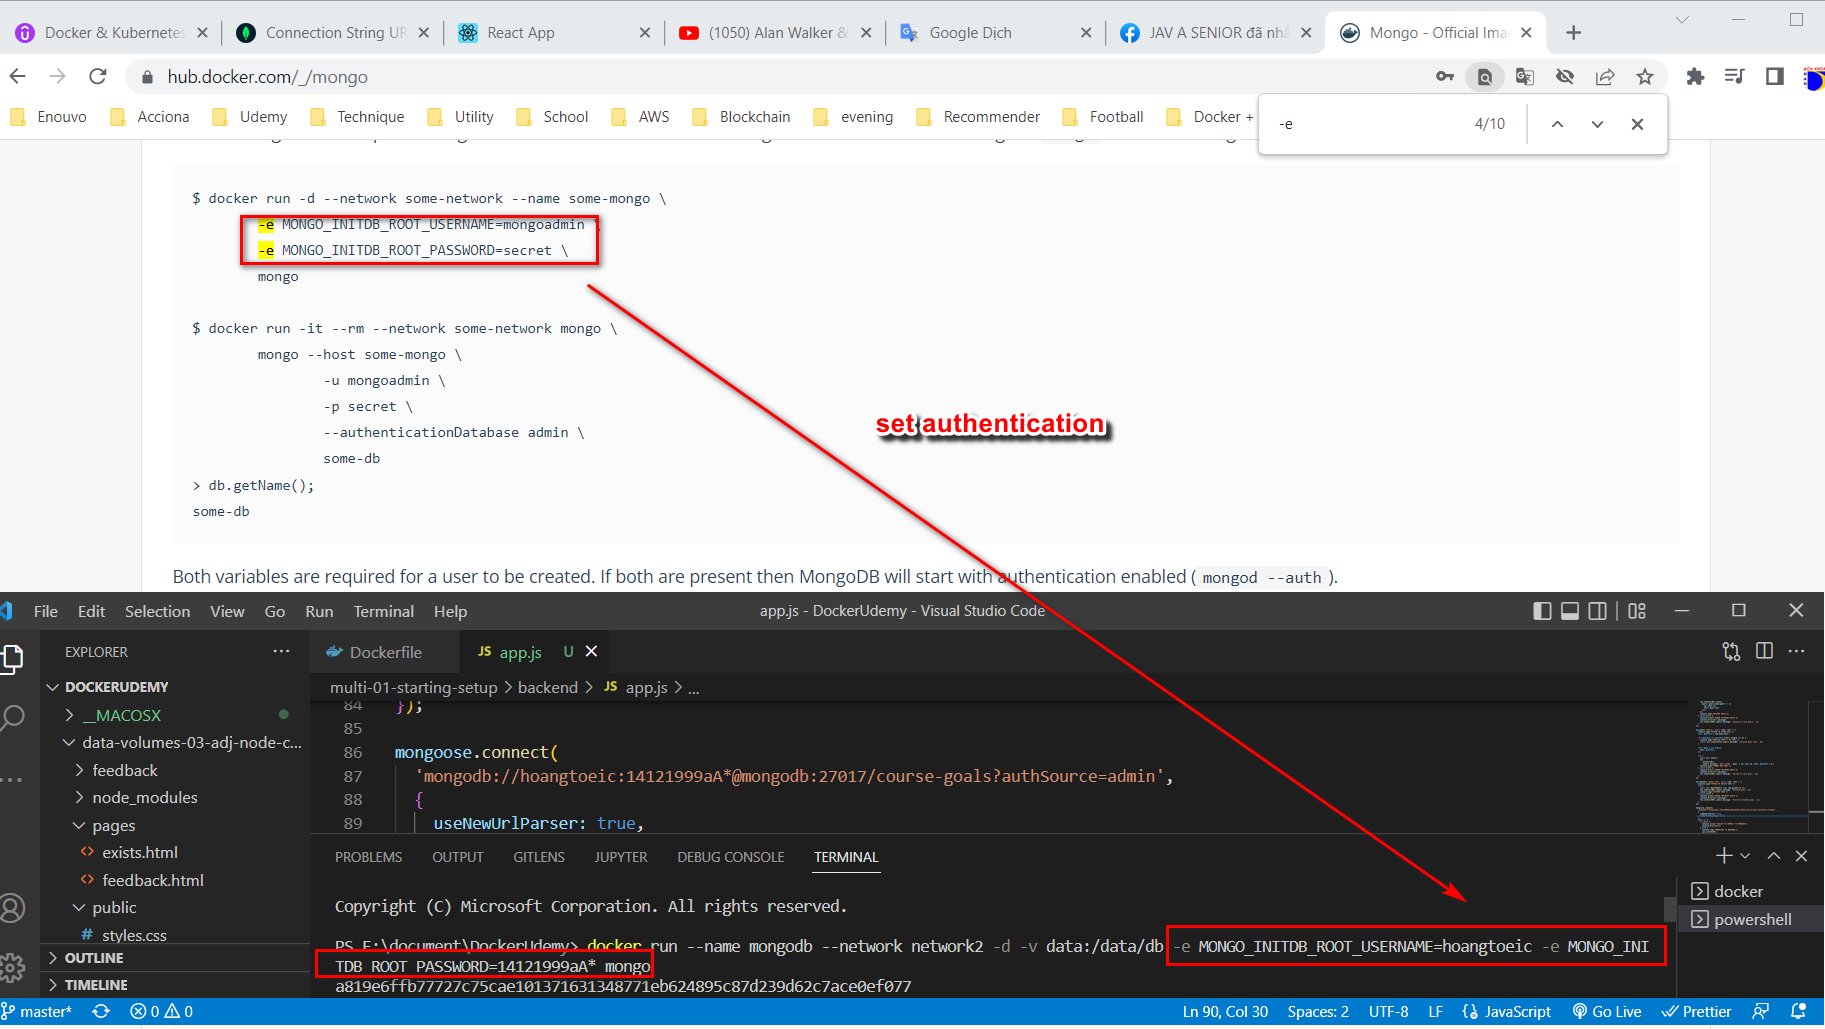 Docker & Kubernetes
Connection String UR
React App
(1050) Alan Walker &
Google Dịch
JAV A SENIOR đã nhắ
Mongo - Official Ima
hub.docker.com/_/mongo
Enouvo
Acciona
Udemy
Technique
Utility
School
AWS
Blockchain
evening
Recommender
Football
Docker +
-e
4/10
$ docker run -d --network some-network --name some-mongo \
-e MONGO_INITDB_ROOT_USERNAME=mongoadmin \
-e MONGO_INITDB_ROOT_PASSWORD=secret \
mongo
$ docker run -it --rm --network some-network mongo \
mongo --host some-mongo \
-u mongoadmin \
-p secret \
--authenticationDatabase admin \
some-db
> db.getName();
some-db
set authentication
Both variables are required for a user to be created. If both are present then MongoDB will start with authentication enabled ( mongod --auth ).
File Edit Selection View Go Run Terminal Help
app.js - DockerUdemy - Visual Studio Code
EXPLORER
Dockerfile
JS app.js U
DOCKERUDEMY
__MACOSX
data-volumes-03-adj-node-c...
feedback
node_modules
pages
<> exists.html
<> feedback.html
public
# styles.css
OUTLINE
TIMELINE
multi-01-starting-setup > backend > JS app.js > ...
84 });
85
86 mongoose.connect(
87 'mongodb://hoangtoeic:14121999aA*@mongodb:27017/course-goals?authSource=admin',
88 {
89 useNewUrlParser: true,
PROBLEMS OUTPUT GITLENS JUPYTER DEBUG CONSOLE TERMINAL
Copyright (C) Microsoft Corporation. All rights reserved.
PS E:\document\DockerUdemy> docker run --name mongodb --network network2 -d -v data:/data/db -e MONGO_INITDB_ROOT_USERNAME=hoangtoeic -e MONGO_INI
TDB_ROOT_PASSWORD=14121999aA* mongo
a819e6ffb77727c75cae101371631348771eb624895c87d239d62c7ace0ef077
docker
powershell
master*
0 0
Ln 90, Col 30
Spaces: 2
UTF-8
LF
JavaScript
Go Live
Prettier